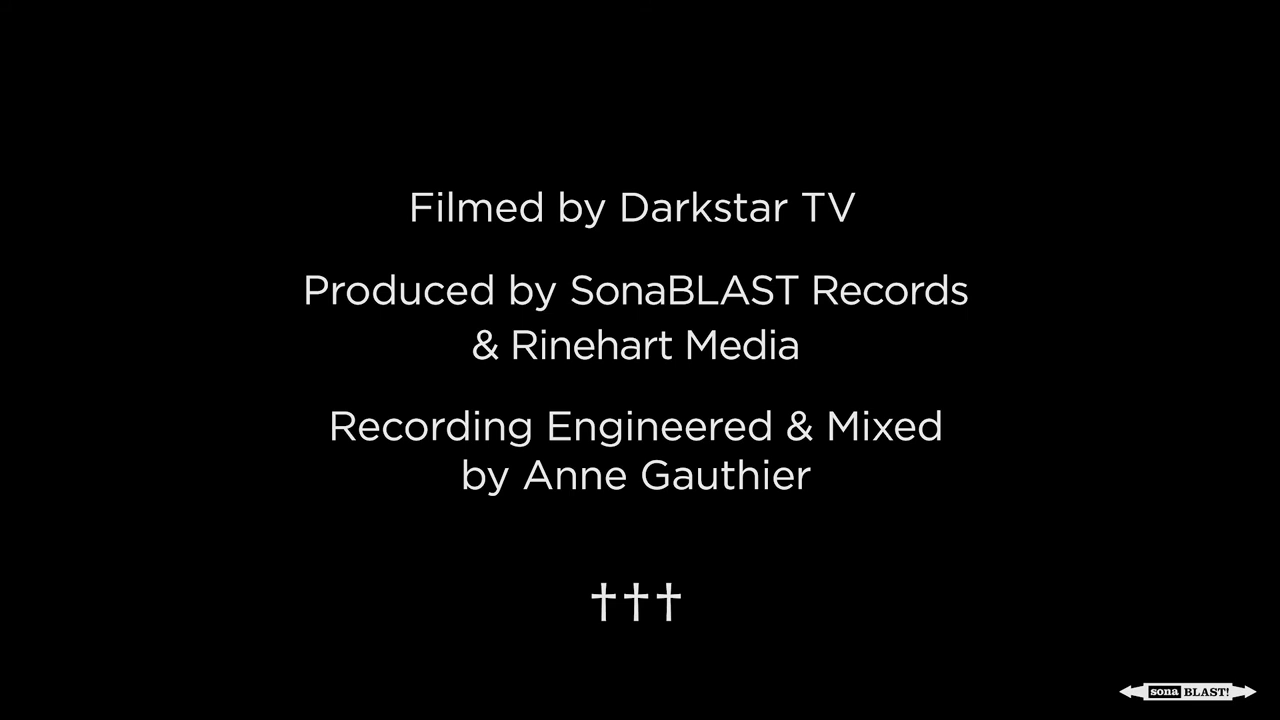 Filmed by Darkstar TV
Produced by SonaBLAST Records
& Rinehart Media
Recording Engineered & Mixed
by Anne Gauthier
†††
sona BLAST!